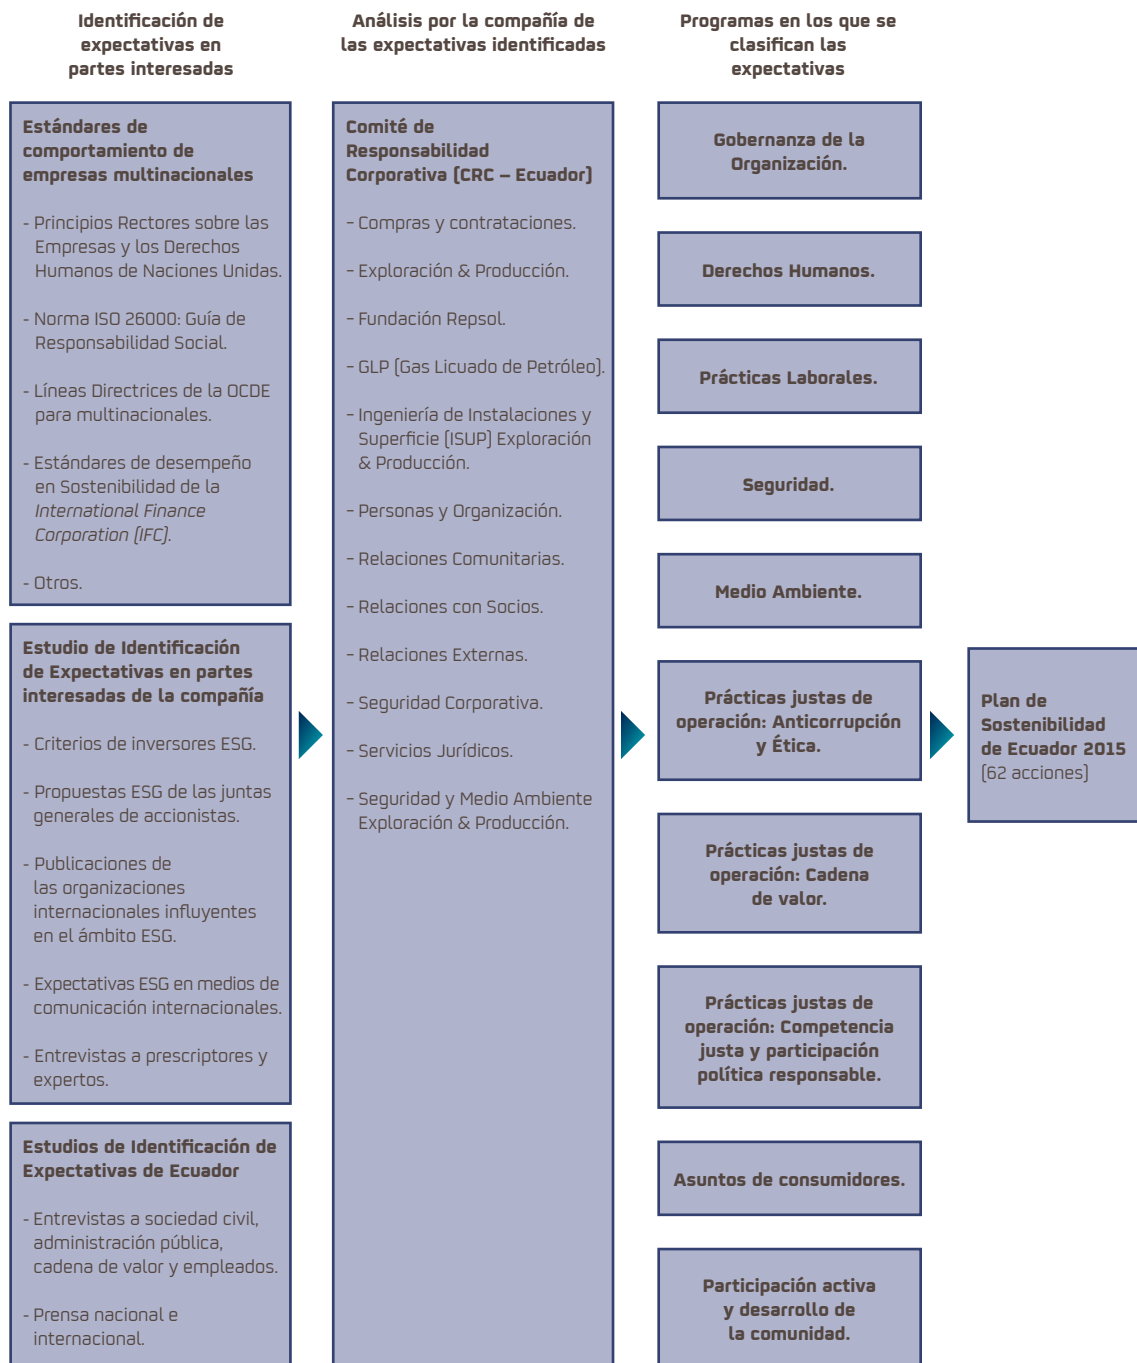 Identificación de
expectativas en
partes interesadas
Análisis por la compañía de
las expectativas identificadas
Programas en los que se
clasifican las
expectativas
Estándares de
comportamiento de
empresas multinacionales
- Principios Rectores sobre las
Empresas y los Derechos
Humanos de Naciones Unidas.
- Norma ISO 26000: Guía de
Responsabilidad Social.
- Líneas Directrices de la OCDE
para multinacionales.
- Estándares de desempeño
en Sostenibilidad de la
International Finance
Corporation (IFC).
- Otros.
Estudio de Identificación
de Expectativas en partes
interesadas de la compañía
- Criterios de inversores ESG.
- Propuestas ESG de las juntas
generales de accionistas.
- Publicaciones de
las organizaciones
internacionales influyentes
en el ámbito ESG.
- Expectativas ESG en medios de
comunicación internacionales.
- Entrevistas a prescriptores y
expertos.
Estudios de Identificación de
Expectativas de Ecuador
- Entrevistas a sociedad civil,
administración pública,
cadena de valor y empleados.
- Prensa nacional e
internacional.
Comité de
Responsabilidad
Corporativa (CRC – Ecuador)
– Compras y contrataciones.
– Exploración & Producción.
– Fundación Repsol.
– GLP (Gas Licuado de Petróleo).
– Ingeniería de Instalaciones y
Superficie (ISUP) Exploración
& Producción.
– Personas y Organización.
– Relaciones Comunitarias.
– Relaciones con Socios.
– Relaciones Externas.
– Seguridad Corporativa.
– Servicios Jurídicos.
– Seguridad y Medio Ambiente
Exploración & Producción.
Gobernanza de la
Organización.
Derechos Humanos.
Prácticas Laborales.
Seguridad.
Medio Ambiente.
Prácticas justas de
operación: Anticorrupción
y Ética.
Prácticas justas de
operación: Cadena
de valor.
Prácticas justas de
operación: Competencia
justa y participación
política responsable.
Asuntos de consumidores.
Participación activa
y desarrollo de
la comunidad.
Plan de
Sostenibilidad
de Ecuador 2015
(62 acciones)